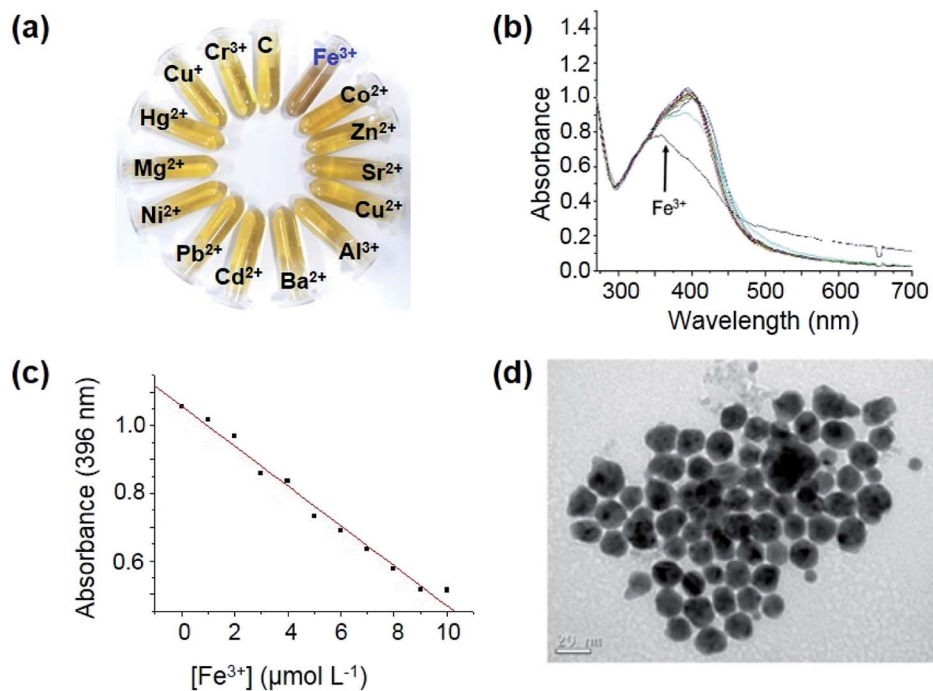 (a)
C
Fe³⁺
Co²⁺
Zn²⁺
Sr²⁺
Cu²⁺
Al³⁺
Ba²⁺
Cd²⁺
Pb²⁺
Ni²⁺
Mg²⁺
Hg²⁺
Cu⁺
Cr³⁺
(b)
Absorbance
1.4
1.2
1.0
0.8
0.6
0.4
0.2
0.0
Fe³⁺
300 400 500 600 700
Wavelength (nm)
(c)
Absorbance (396 nm)
1.0
0.8
0.6
0 2 4 6 8 10
[Fe³⁺] (µmol L⁻¹)
(d)
20 nm